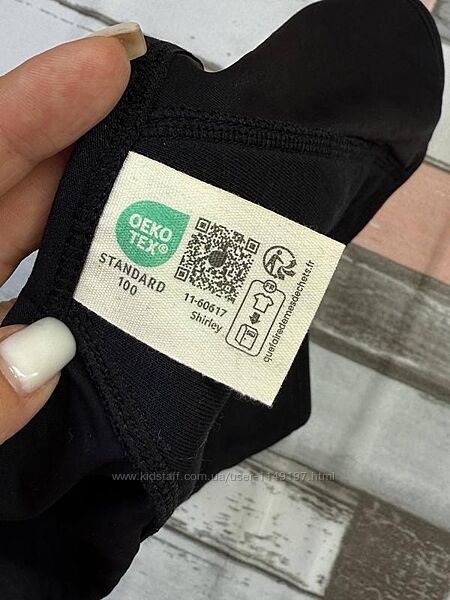 OEKO
TEX®
STANDARD
100
11-60617
Shirley
FR
quefairedemesdechets.fr
www.kidstaff.com.ua/user-1149197.html